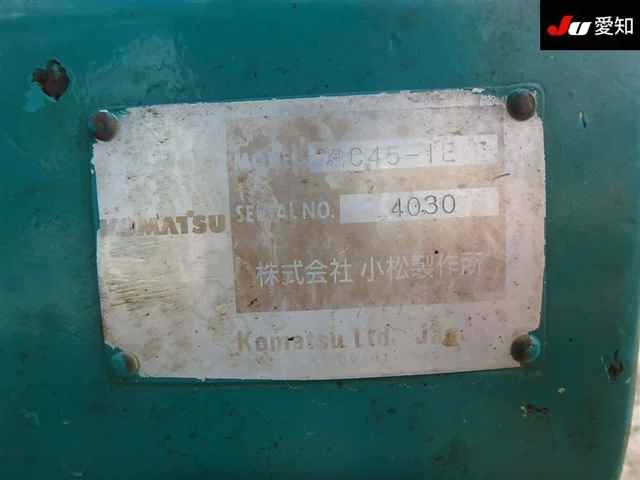 JU 愛知
MODEL C45-1E
KOMATSU
SERIAL NO. 4030
株式会社 小松製作所
Komatsu Ltd.